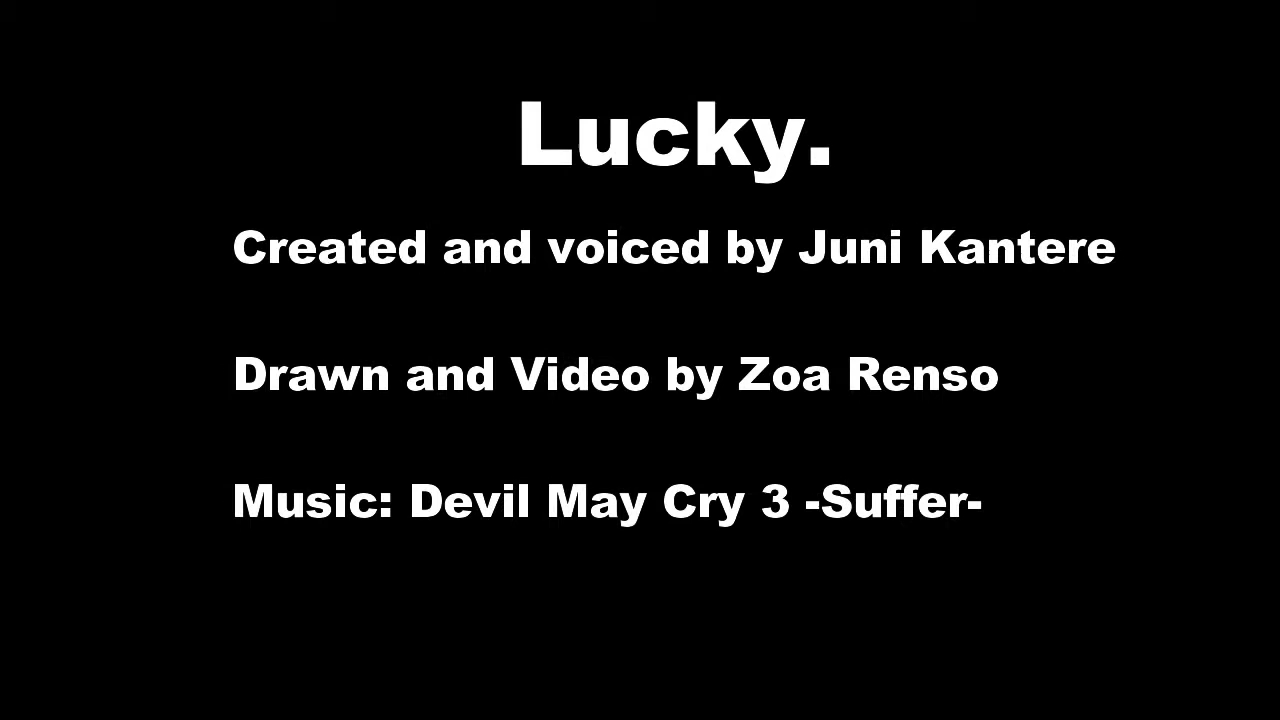 Lucky.
Created and voiced by Juni Kantere
Drawn and Video by Zoa Renso
Music: Devil May Cry 3 -Suffer-